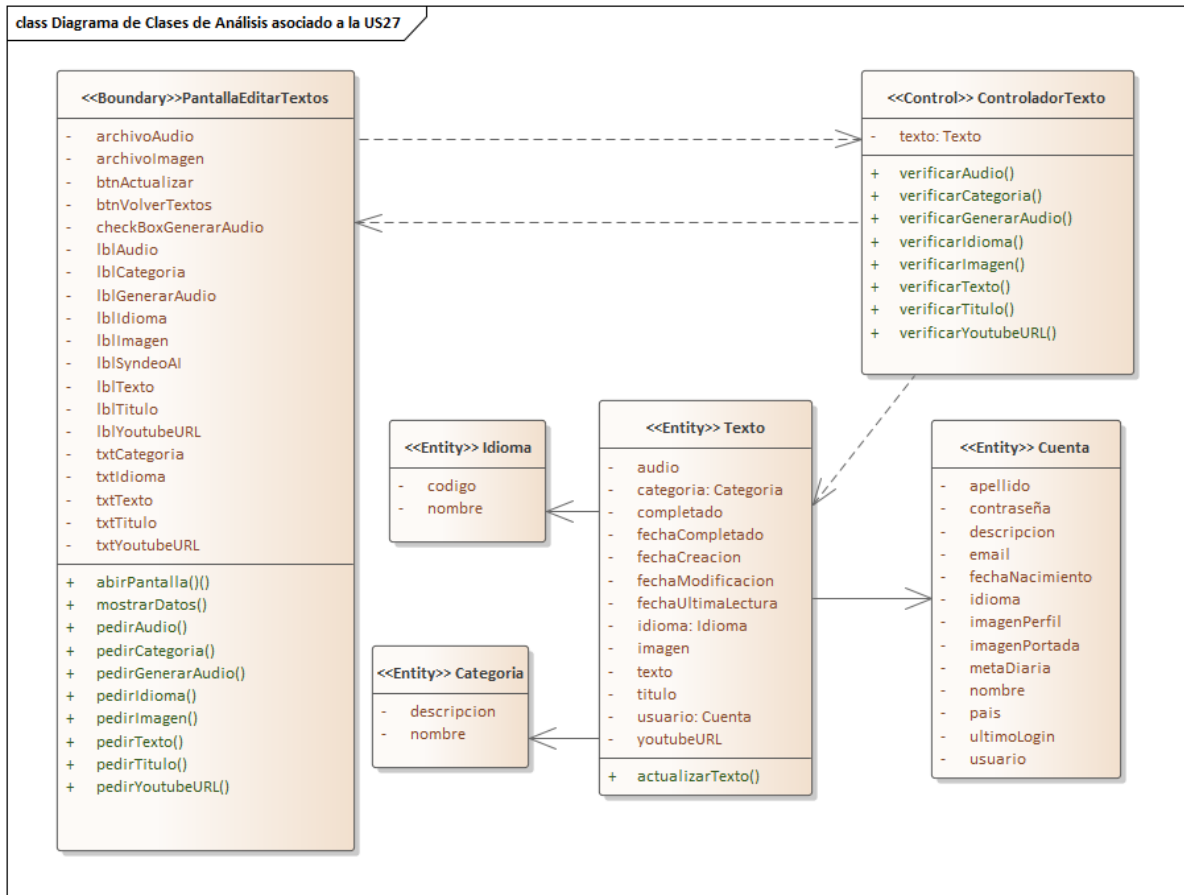 class Diagrama de Clases de Análisis asociado a la US27
<<Boundary>>PantallaEditarTextos
- archivoAudio
- archivoImagen
- btnActualizar
- btnVolverTextos
- checkBoxGenerarAudio
- lblAudio
- lblCategoria
- lblGenerarAudio
- lblIdioma
- lblImagen
- lblSyndeoAI
- lblTexto
- lblTitulo
- lblYoutubeURL
- txtCategoria
- txtIdioma
- txtTexto
- txtTitulo
- txtYoutubeURL
+ abirPantalla()()
+ mostrarDatos()
+ pedirAudio()
+ pedirCategoria()
+ pedirGenerarAudio()
+ pedirIdioma()
+ pedirImagen()
+ pedirTexto()
+ pedirTitulo()
+ pedirYoutubeURL()
<<Control>> ControladorTexto
- texto: Texto
+ verificarAudio()
+ verificarCategoria()
+ verificarGenerarAudio()
+ verificarIdioma()
+ verificarImagen()
+ verificarTexto()
+ verificarTitulo()
+ verificarYoutubeURL()
<<Entity>> Idioma
- codigo
- nombre
<<Entity>> Categoria
- descripcion
- nombre
<<Entity>> Texto
- audio
- categoria: Categoria
- completado
- fechaCompletado
- fechaCreacion
- fechaModificacion
- fechaUltimaLectura
- idioma: Idioma
- imagen
- texto
- titulo
- usuario: Cuenta
- youtubeURL
+ actualizarTexto()
<<Entity>> Cuenta
- apellido
- contraseña
- descripcion
- email
- fechaNacimiento
- idioma
- imagenPerfil
- imagenPortada
- metaDiaria
- nombre
- pais
- ultimoLogin
- usuario